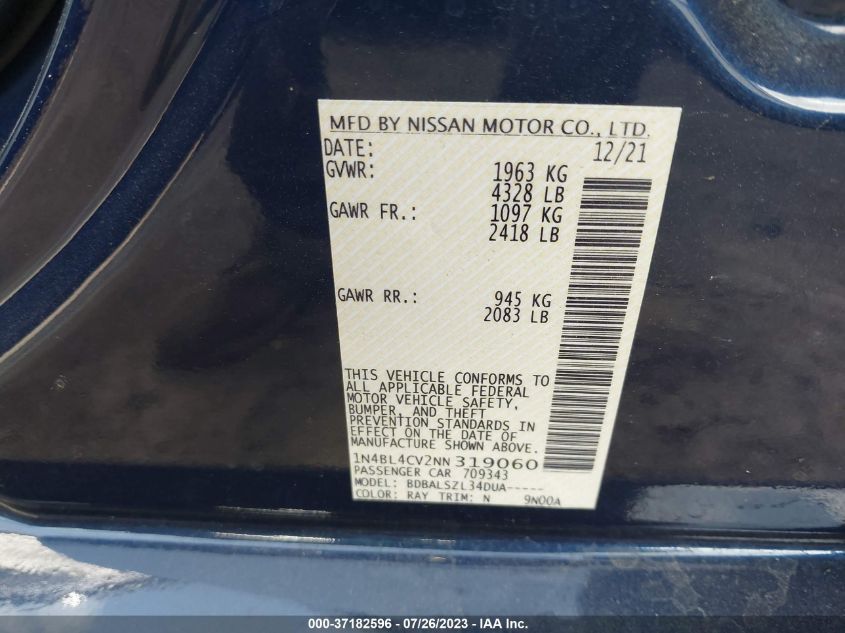 MFD BY NISSAN MOTOR CO., LTD.
DATE: 12/21
GVWR: 1963 KG
4328 LB
GAWR FR.: 1097 KG
2418 LB
GAWR RR.: 945 KG
2083 LB
THIS VEHICLE CONFORMS TO
ALL APPLICABLE FEDERAL
MOTOR VEHICLE SAFETY,
BUMPER, AND THEFT
PREVENTION STANDARDS IN
EFFECT ON THE DATE OF
MANUFACTURE SHOWN ABOVE.
1N4BL4CV2NN319060
PASSENGER CAR 709343
MODEL: BDBALSZL34DUA-----
COLOR: RAY TRIM: N 9N00A
000-37182596 - 07/26/2023 - IAA Inc.